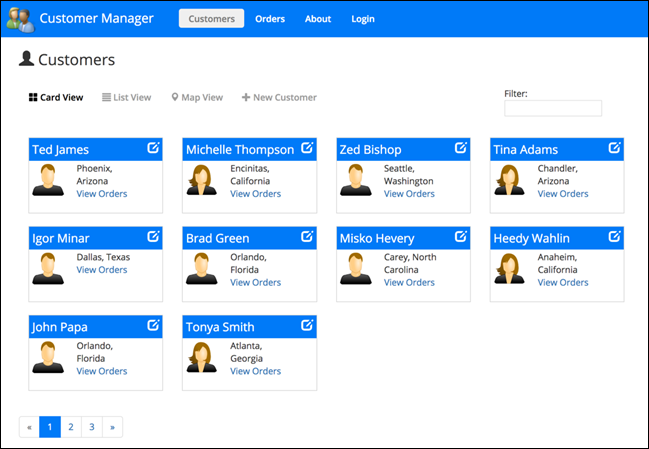 Customer Manager
Customers
Orders
About
Login
Customers
Card View
List View
Map View
New Customer
Filter:
Ted James
Phoenix,
Arizona
View Orders
Michelle Thompson
Encinitas,
California
View Orders
Zed Bishop
Seattle,
Washington
View Orders
Tina Adams
Chandler,
Arizona
View Orders
Igor Minar
Dallas, Texas
View Orders
Brad Green
Orlando,
Florida
View Orders
Misko Hevery
Carey, North
Carolina
View Orders
Heedy Wahlin
Anaheim,
California
View Orders
John Papa
Orlando,
Florida
View Orders
Tonya Smith
Atlanta,
Georgia
View Orders
« 1 2 3 »